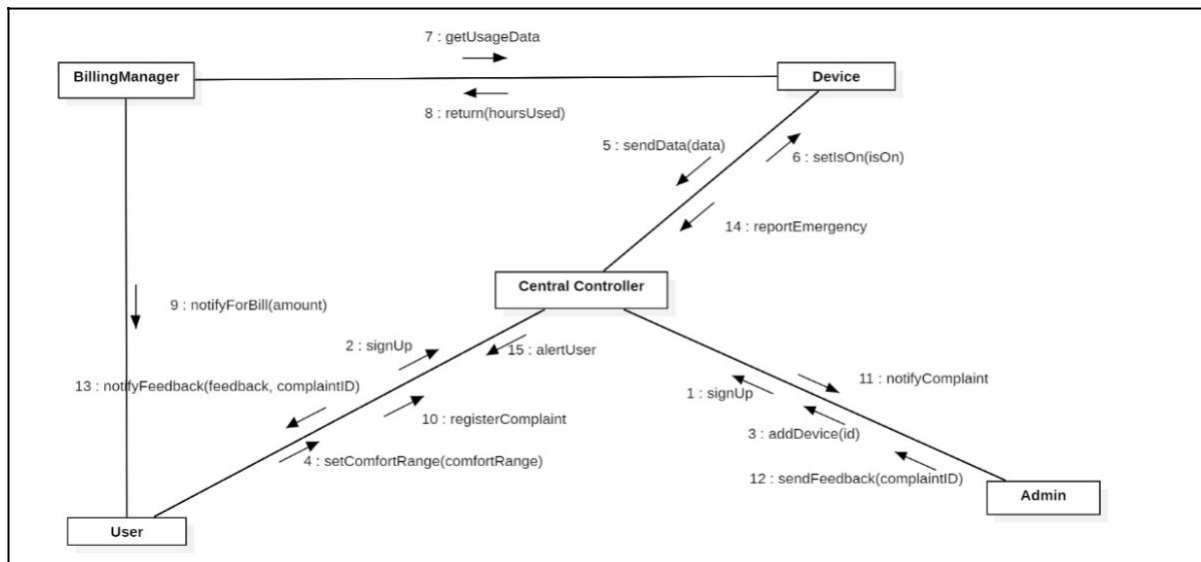 7 : getUsageData
BillingManager
Device
8 : return(hoursUsed)
5 : sendData(data)
6 : setIsOn(isOn)
14 : reportEmergency
Central Controller
9 : notifyForBill(amount)
2 : signUp
15 : alertUser
13 : notifyFeedback(feedback, complaintID)
11 : notifyComplaint
1 : signUp
10 : registerComplaint
3 : addDevice(id)
4 : setComfortRange(comfortRange)
12 : sendFeedback(complaintID)
Admin
User